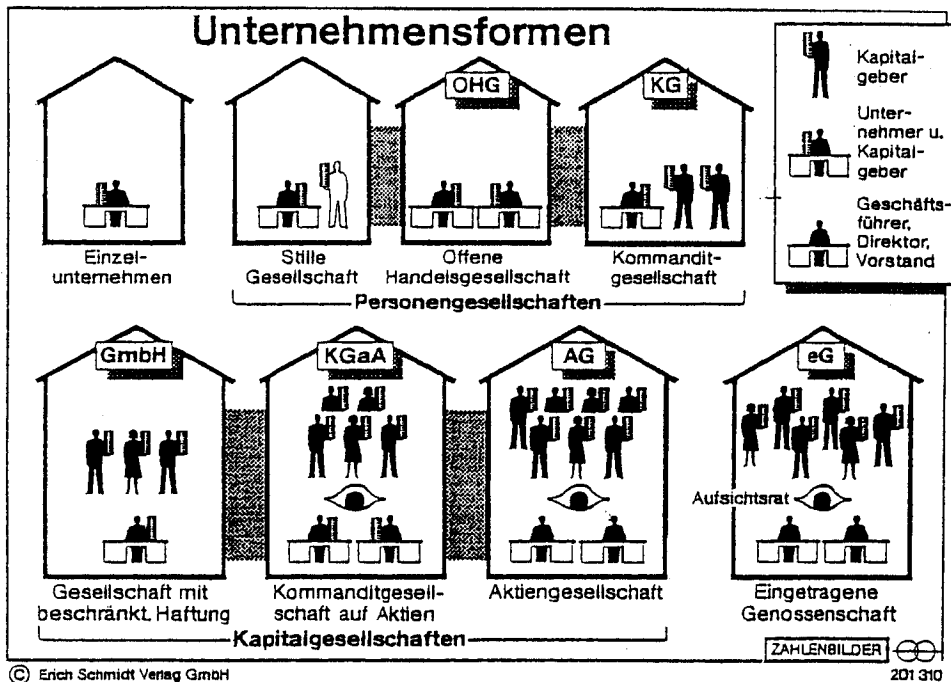 Unternehmensformen
Kapital-
geber
Unter-
nehmer u.
Kapital-
geber
Geschäfts-
führer,
Direktor,
Vorstand
OHG
KG
Einzel-
unternehmen
Stille
Gesellschaft
Offene
Handelsgesellschaft
Kommandit-
gesellschaft
Personengesellschaften
GmbH
KGaA
AG
eG
Aufsichtsrat
Gesellschaft mit
beschränkt. Haftung
Kommanditgesell-
schaft auf Aktien
Aktiengesellschaft
Eingetragene
Genossenschaft
Kapitalgesellschaften
ZAHLENBILDER
© Erich Schmidt Verlag GmbH
201 310